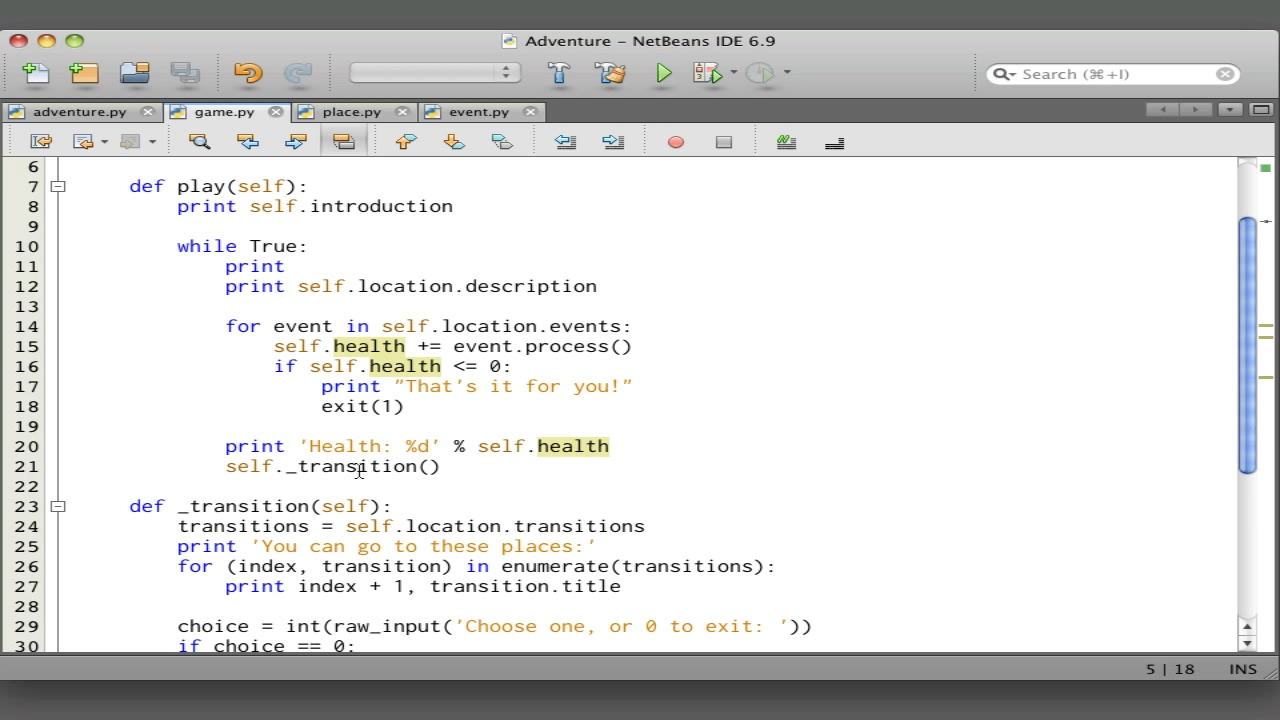 Adventure – NetBeans IDE 6.9
Search (⌘+I)
adventure.py game.py place.py event.py
6
7 def play(self):
8 print self.introduction
9
10 while True:
11 print
12 print self.location.description
13
14 for event in self.location.events:
15 self.health += event.process()
16 if self.health <= 0:
17 print "That's it for you!"
18 exit(1)
19
20 print 'Health: %d' % self.health
21 self._transition()
22
23 def _transition(self):
24 transitions = self.location.transitions
25 print 'You can go to these places:'
26 for (index, transition) in enumerate(transitions):
27 print index + 1, transition.title
28
29 choice = int(raw_input('Choose one, or 0 to exit: '))
30 if choice == 0:
5 | 18 INS